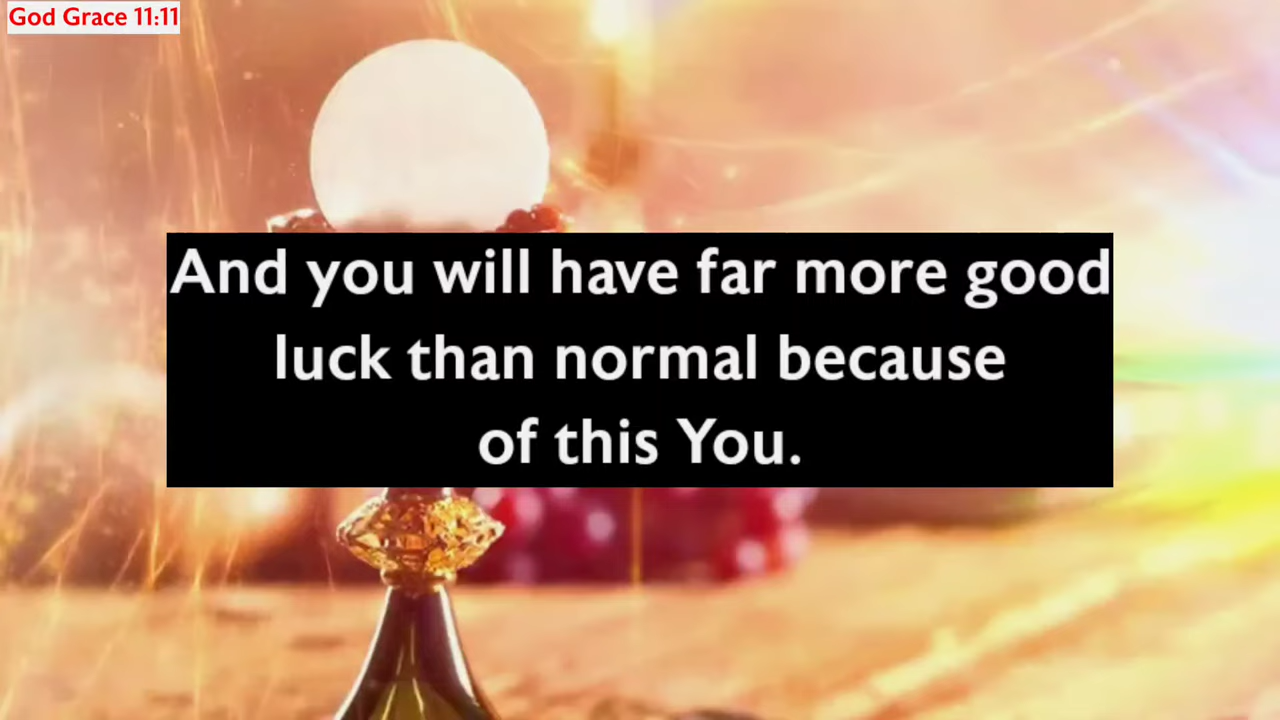 God Grace 11:11
And you will have far more good
luck than normal because
of this You.